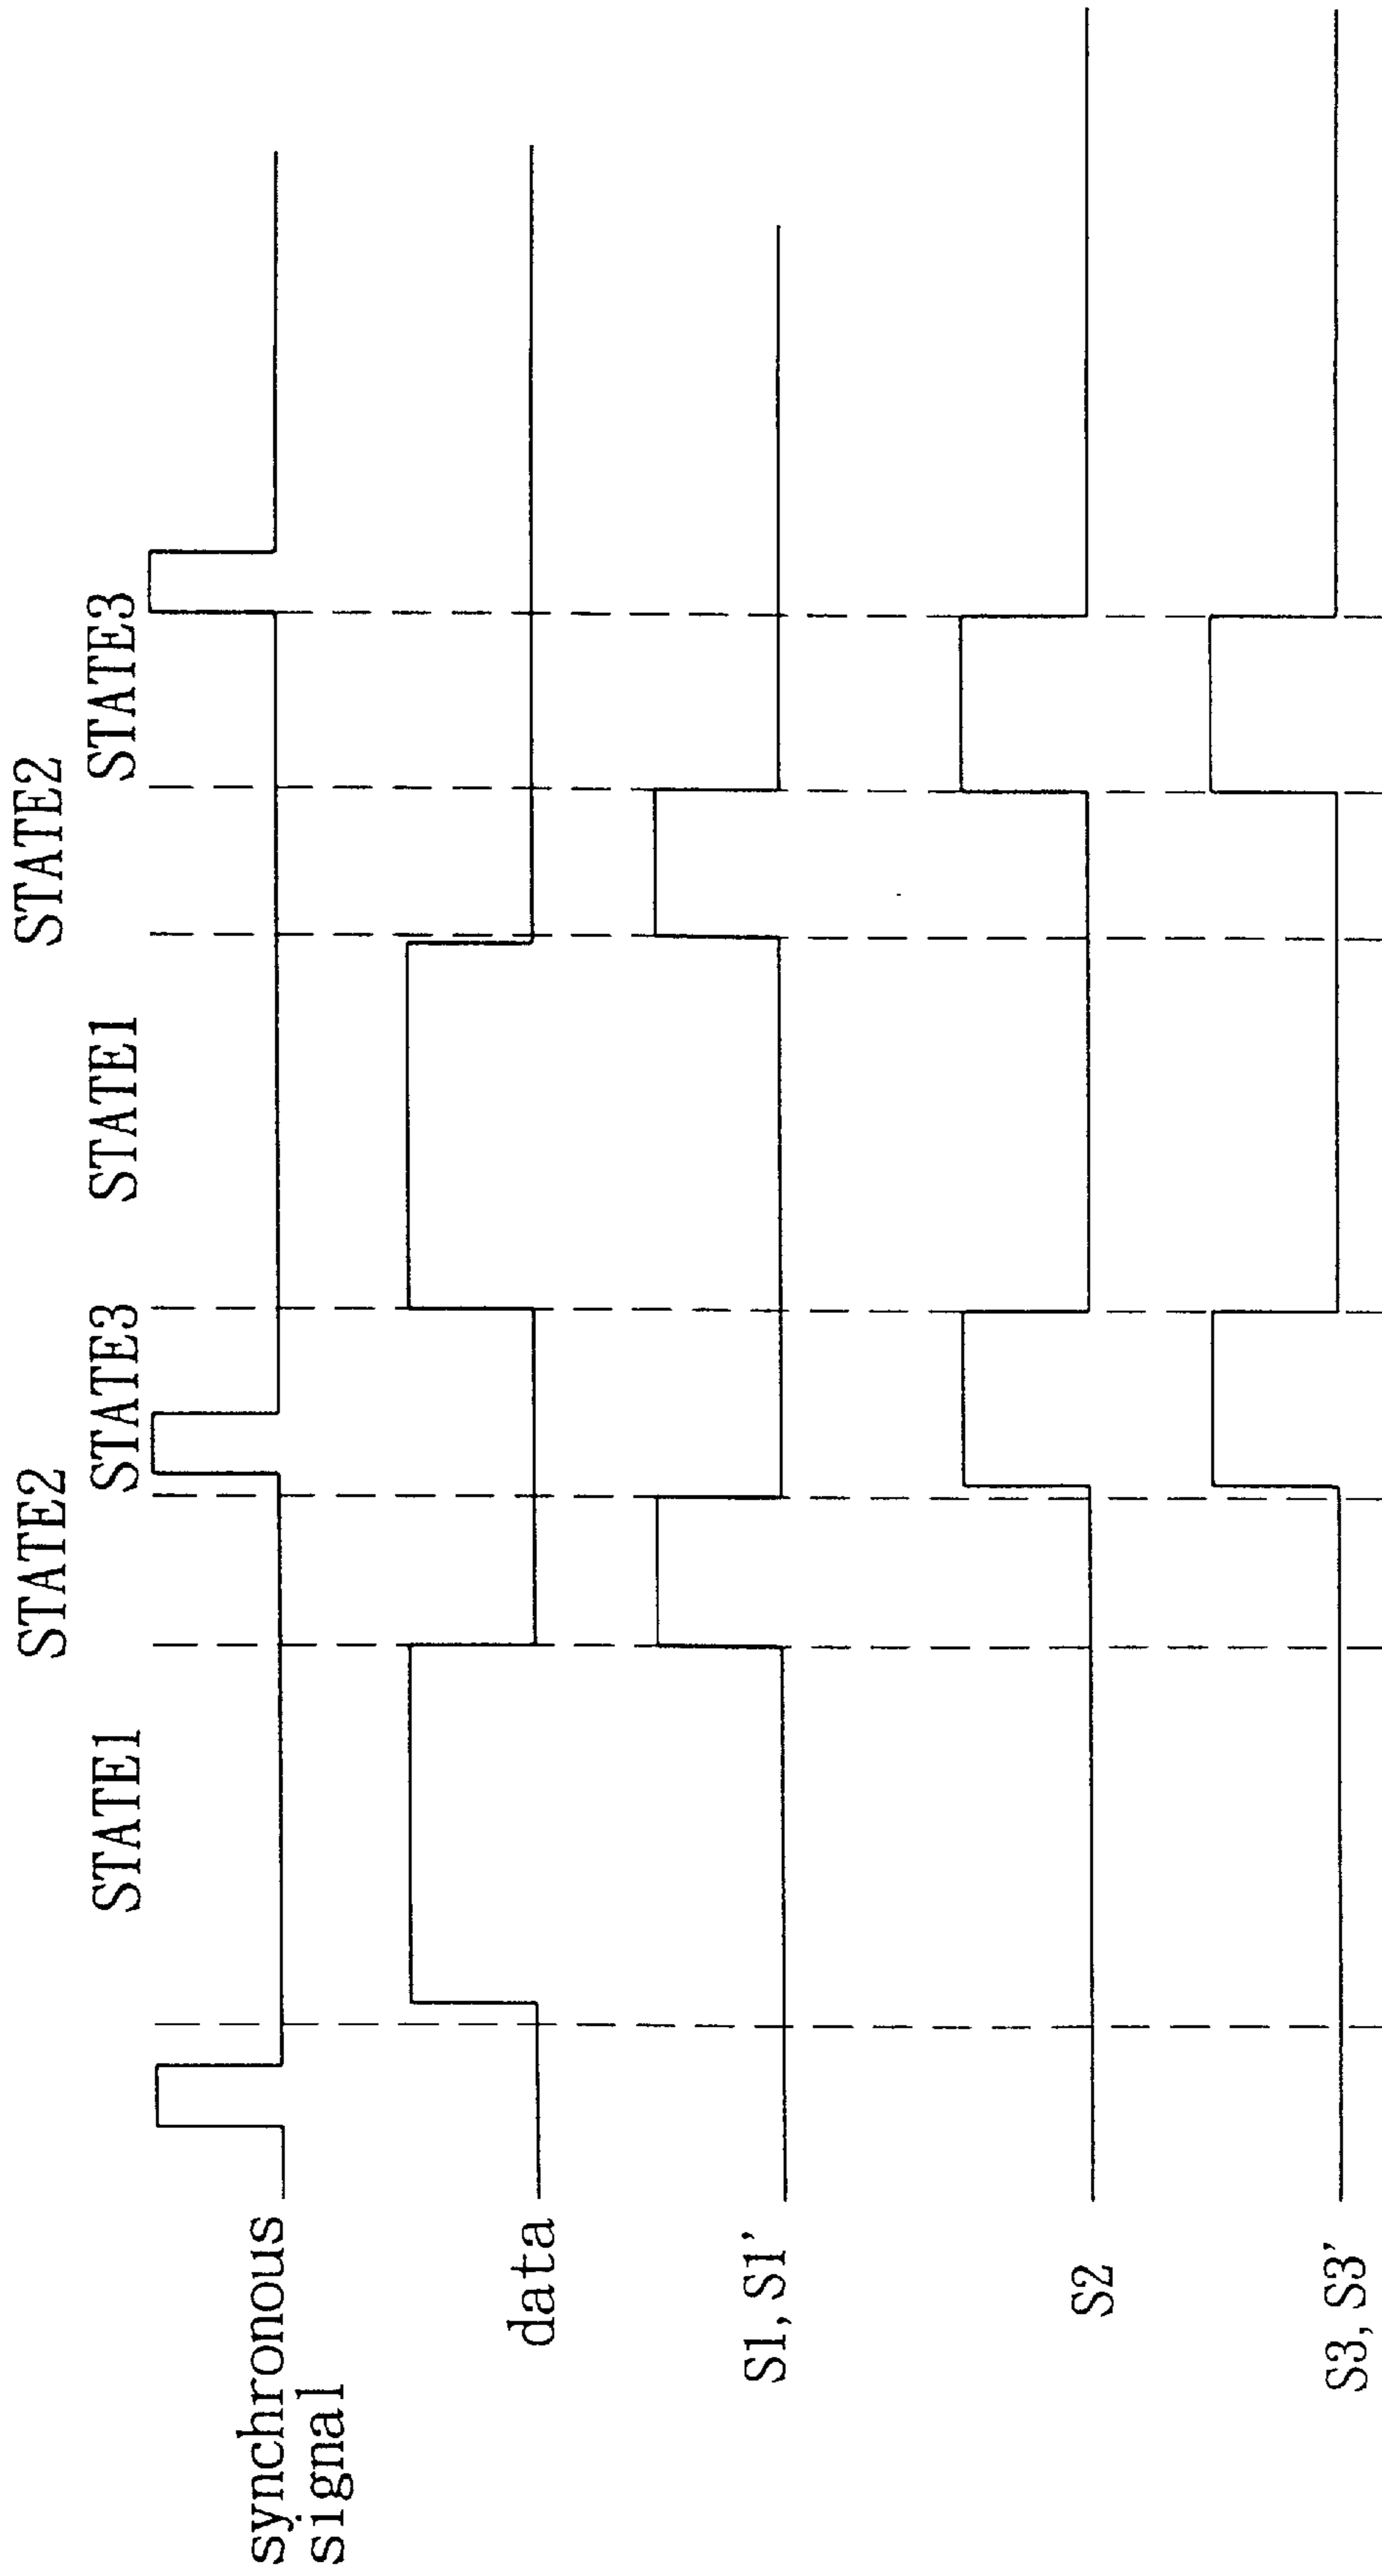 STATE2
STATE2
STATE1
STATE3
STATE1
STATE3
synchronous
signal
data
S1, S1'
S2
S3, S3'